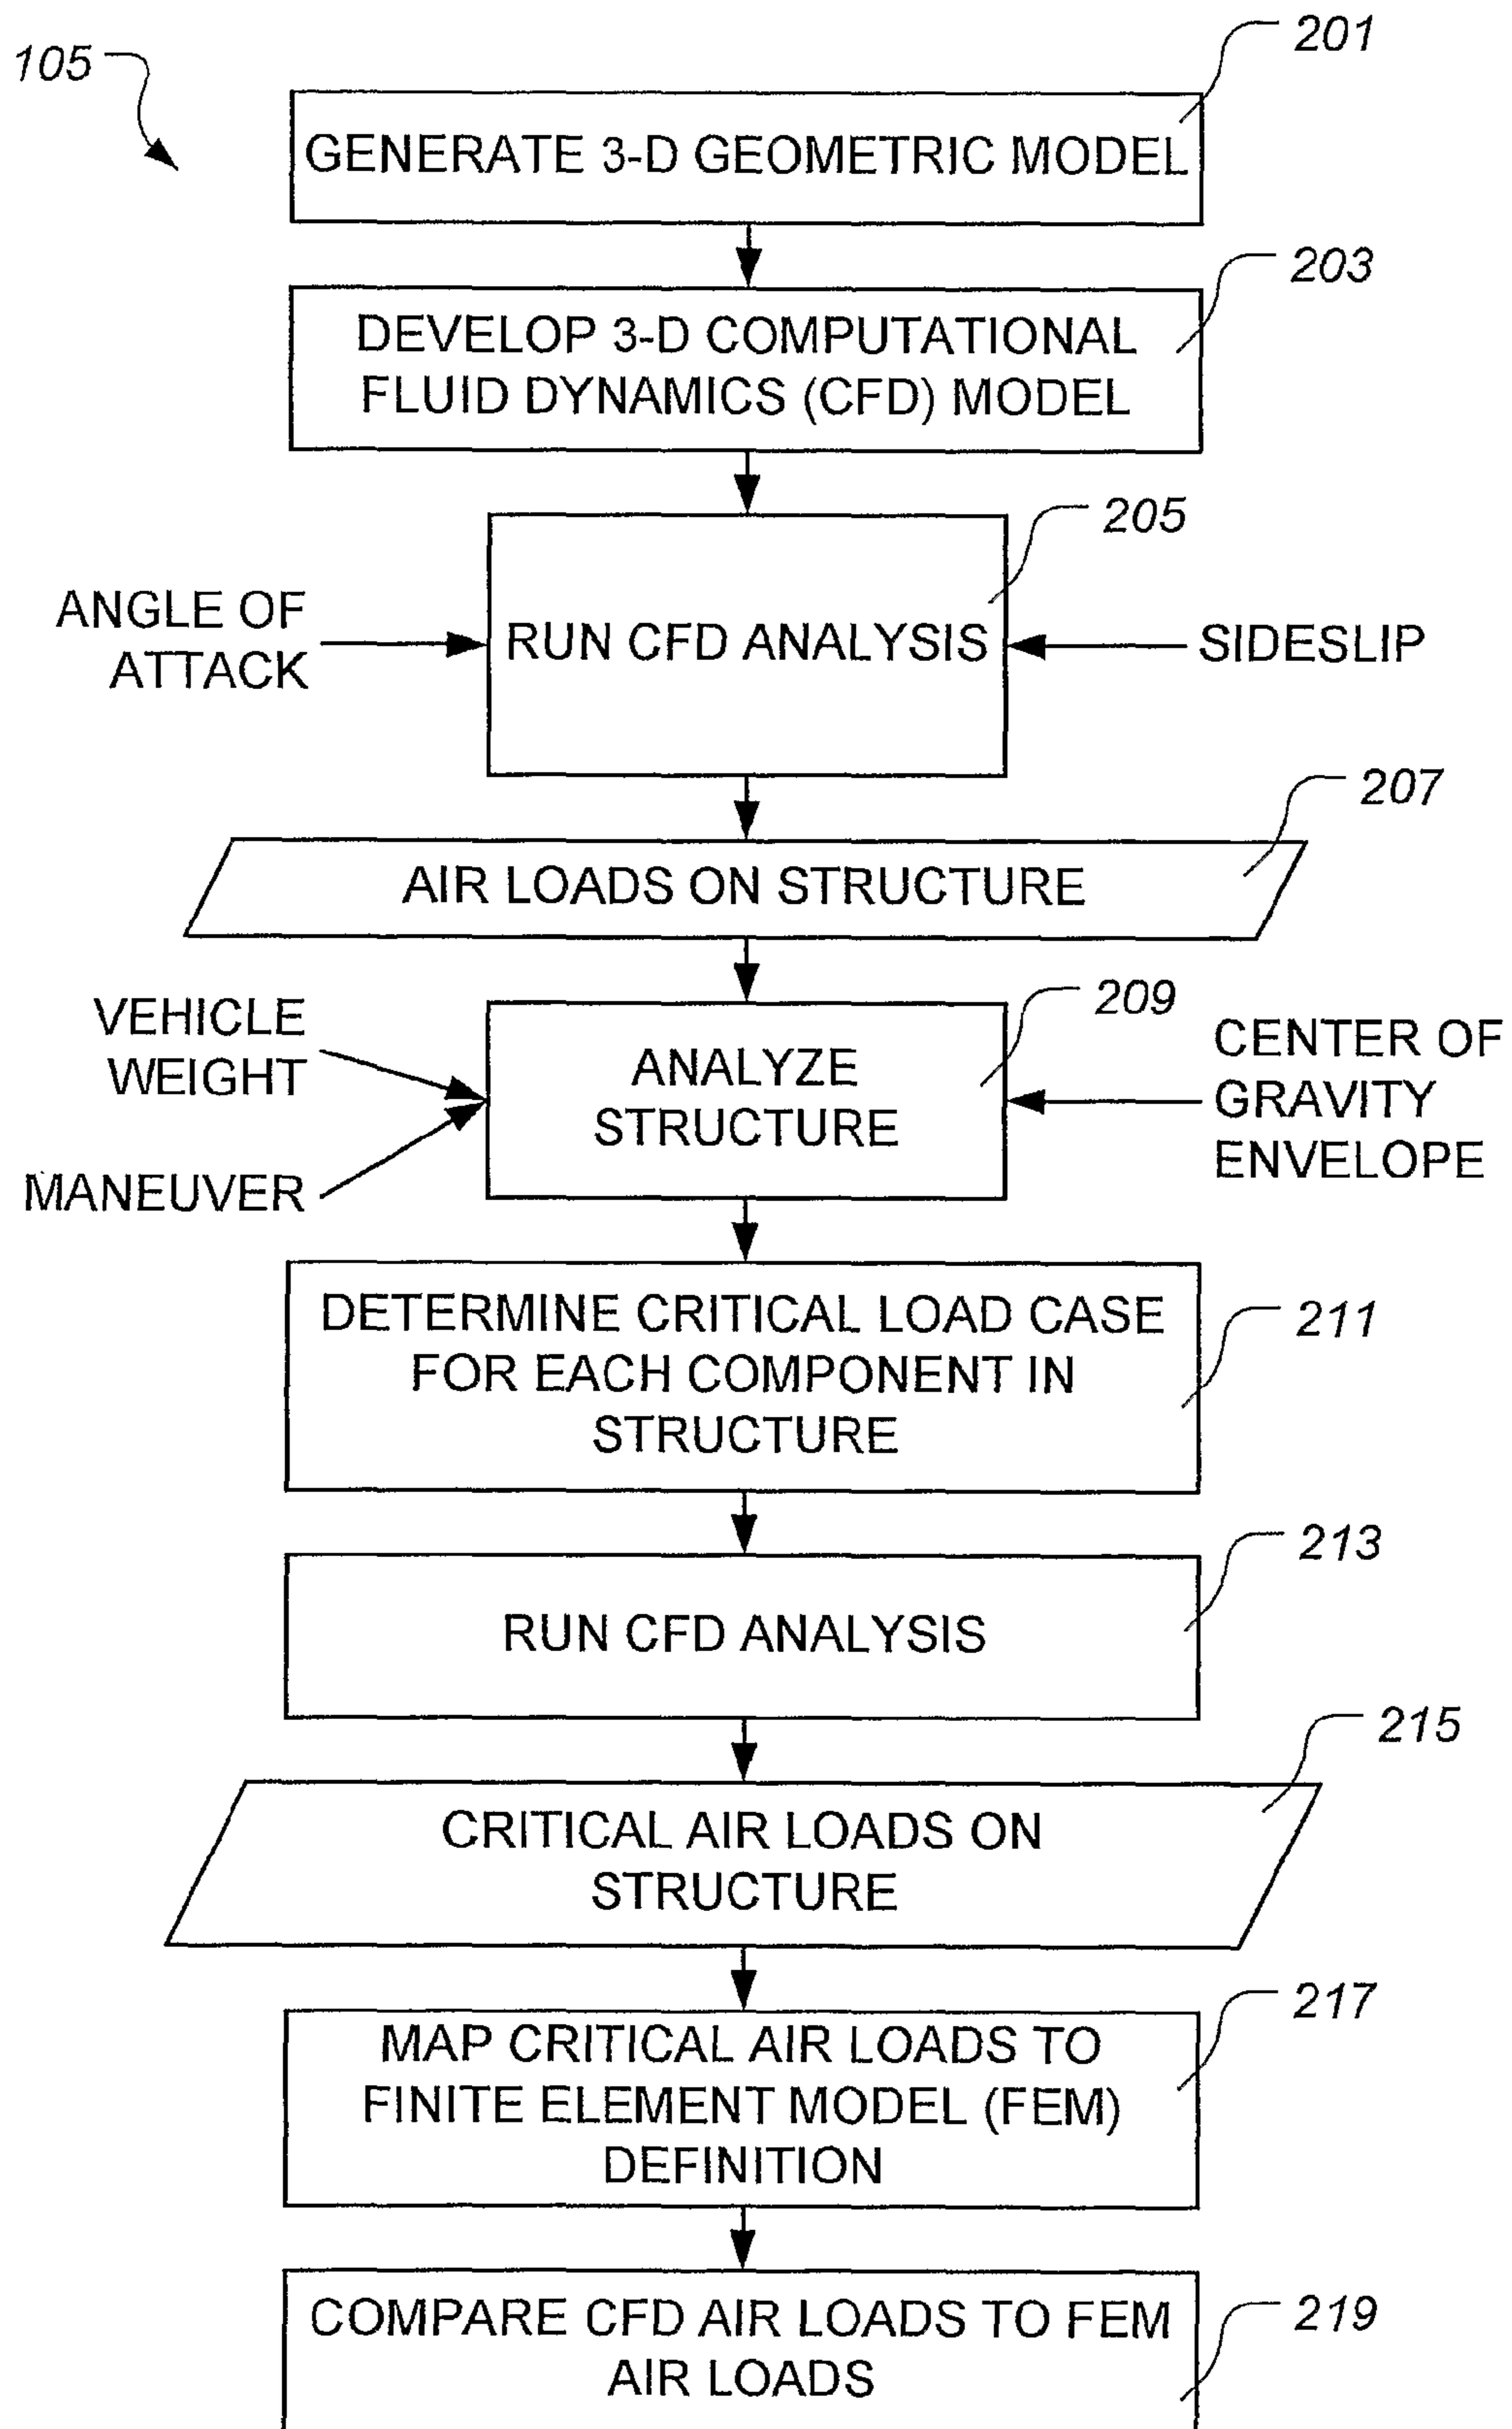 201
105
GENERATE 3-D GEOMETRIC MODEL
203
DEVELOP 3-D COMPUTATIONAL
FLUID DYNAMICS (CFD) MODEL
205
ANGLE OF
ATTACK
RUN CFD ANALYSIS
SIDESLIP
207
AIR LOADS ON STRUCTURE
209
VEHICLE
WEIGHT
MANEUVER
ANALYZE
STRUCTURE
CENTER OF
GRAVITY
ENVELOPE
DETERMINE CRITICAL LOAD CASE
FOR EACH COMPONENT IN
STRUCTURE
211
213
RUN CFD ANALYSIS
215
CRITICAL AIR LOADS ON
STRUCTURE
217
MAP CRITICAL AIR LOADS TO
FINITE ELEMENT MODEL (FEM)
DEFINITION
219
COMPARE CFD AIR LOADS TO FEM
AIR LOADS